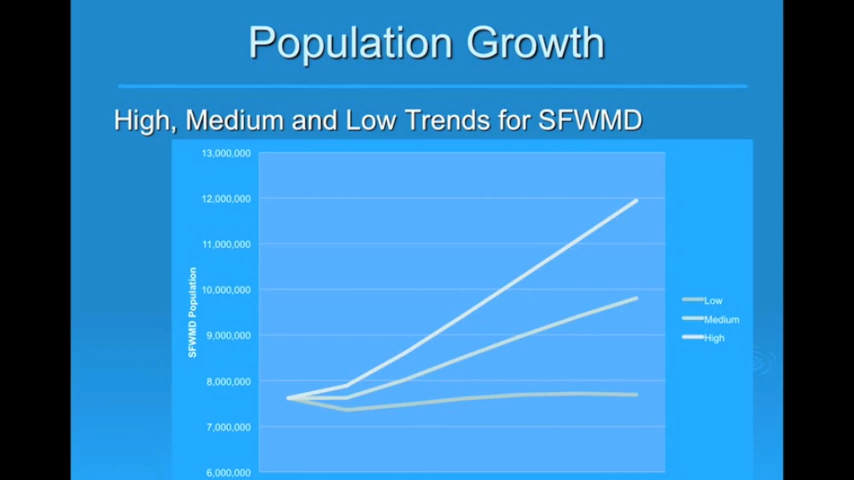 Population Growth
High, Medium and Low Trends for SFWMD
13,000,000
12,000,000
11,000,000
10,000,000
9,000,000
8,000,000
7,000,000
6,000,000
SFWMD Population
Low
Medium
High